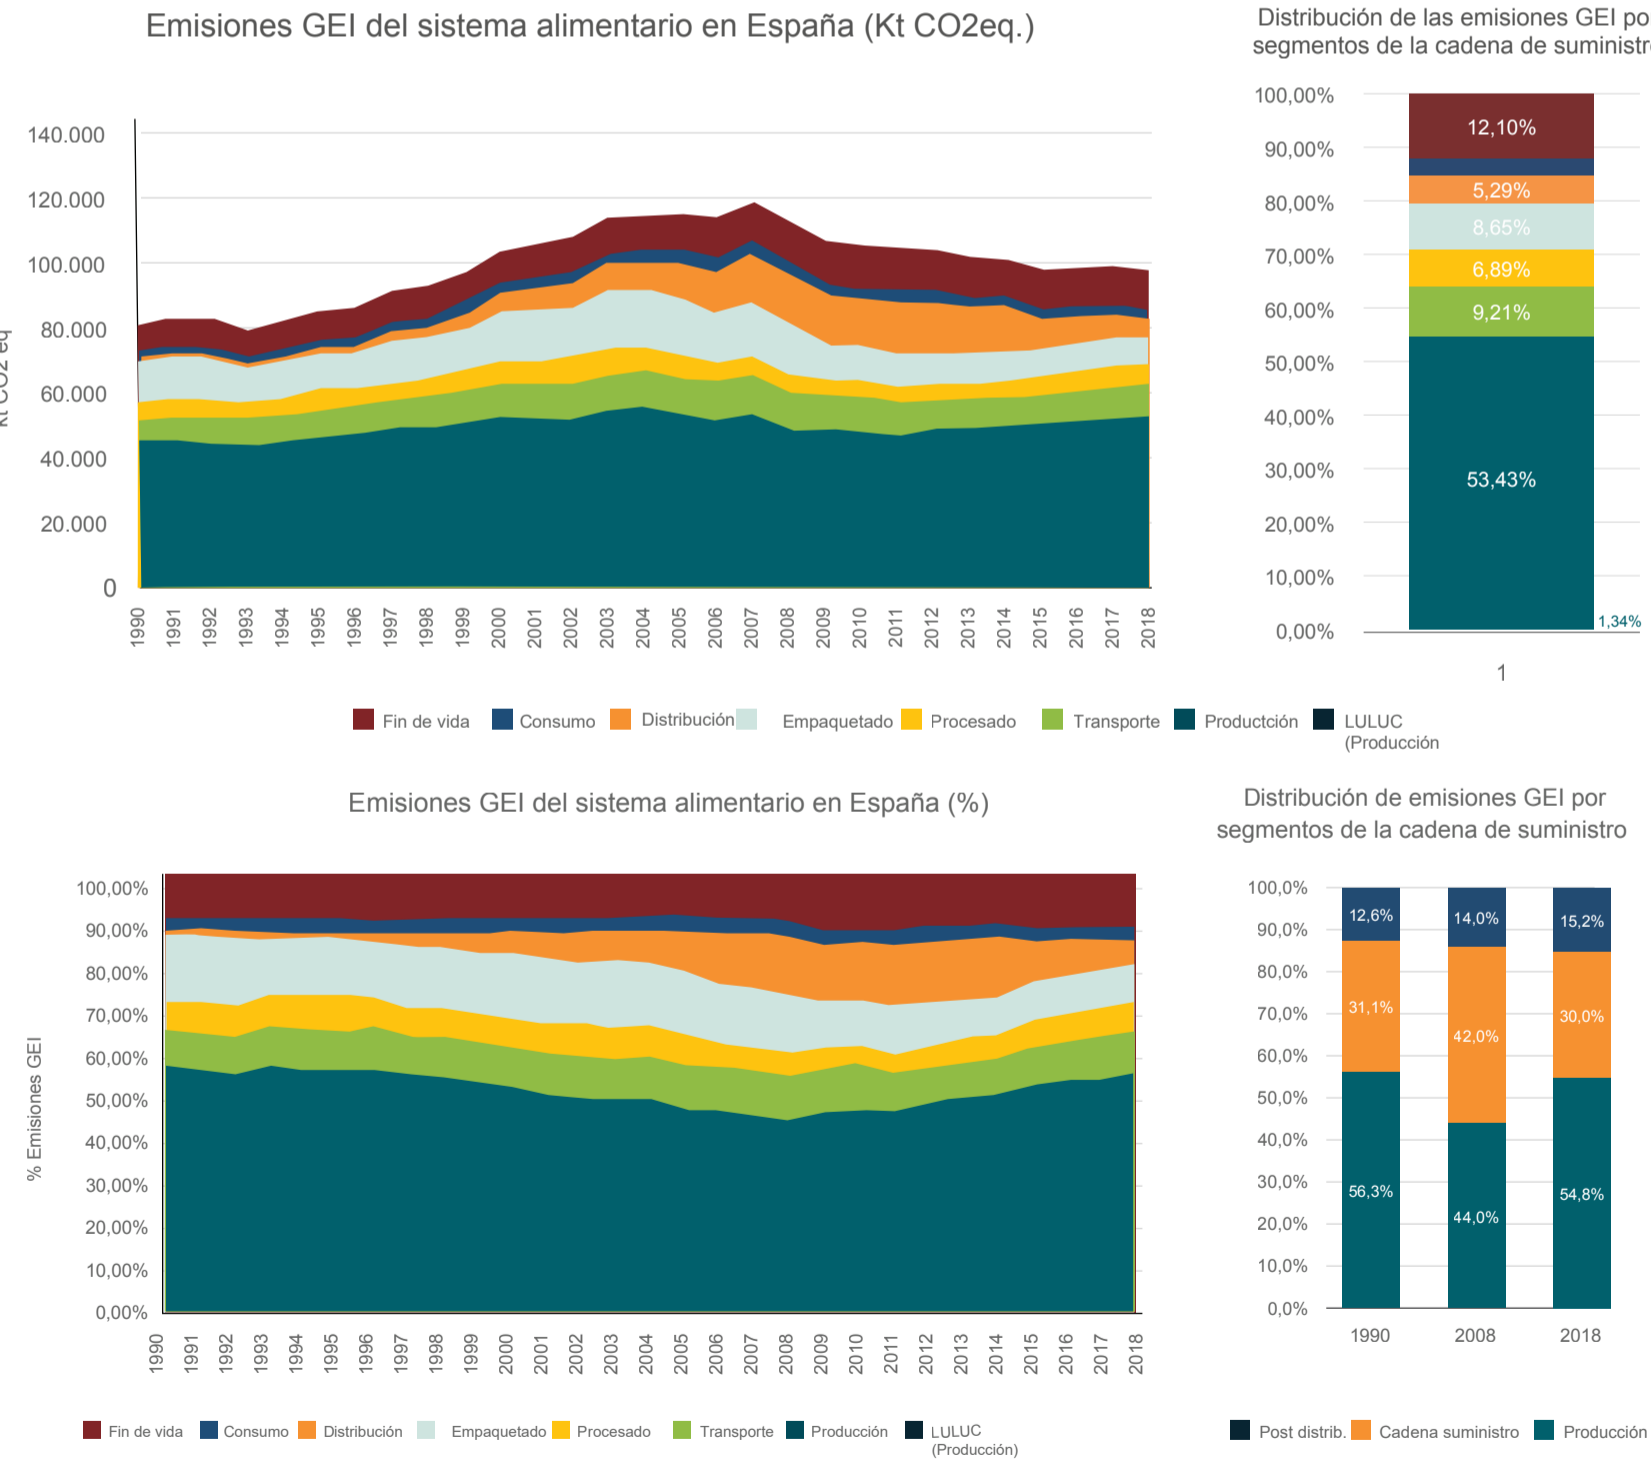 Emisiones GEI del sistema alimentario en España (Kt CO2eq.)
140.000
120.000
100.000
80.000
60.000
40.000
20.000
0
kt CO2 eq
1990 1991 1992 1993 1994 1995 1996 1997 1998 1999 2000 2001 2002 2003 2004 2005 2006 2007 2008 2009 2010 2011 2012 2013 2014 2015 2016 2017 2018
Distribución de las emisiones GEI po
segmentos de la cadena de suministr
100,00%
90,00%
80,00%
70,00%
60,00%
50,00%
40,00%
30,00%
20,00%
10,00%
0,00%
12,10%
5,29%
8,65%
6,89%
9,21%
53,43%
1,34%
1
Fin de vida Consumo Distribución Empaquetado Procesado Transporte Productción LULUC
(Producción
Emisiones GEI del sistema alimentario en España (%)
100,00%
90,00%
80,00%
70,00%
60,00%
50,00%
40,00%
30,00%
20,00%
10,00%
0,00%
% Emisiones GEI
1990 1991 1992 1993 1994 1995 1996 1997 1998 1999 2000 2001 2002 2003 2004 2005 2006 2007 2008 2009 2010 2011 2012 2013 2014 2015 2016 2017 2018
Fin de vida Consumo Distribución Empaquetado Procesado Transporte Producción LULUC
(Producción)
Distribución de emisiones GEI por
segmentos de la cadena de suministro
100,0%
90,0%
80,0%
70,0%
60,0%
50,0%
40,0%
30,0%
20,0%
10,0%
0,0%
12,6% 14,0% 15,2%
31,1% 42,0% 30,0%
56,3% 44,0% 54,8%
1990 2008 2018
Post distrib. Cadena suministro Producción